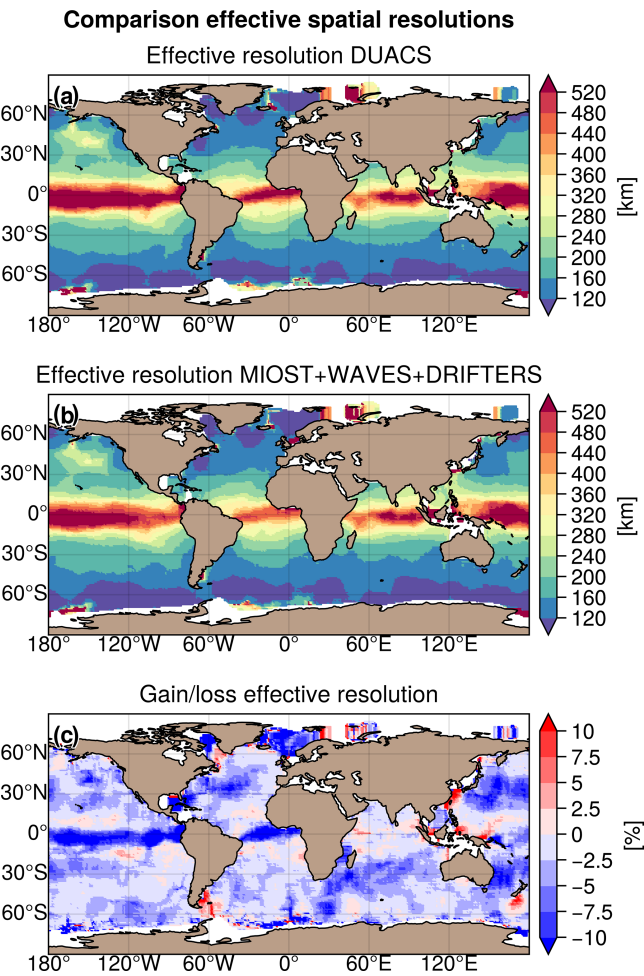 Comparison effective spatial resolutions
Effective resolution DUACS
(a)
60°N
30°N
0°
30°S
60°S
180° 120°W 60°W 0° 60°E 120°E
520
480
440
400
360
320
280
240
200
160
120
[km]
Effective resolution MIOST+WAVES+DRIFTERS
(b)
60°N
30°N
0°
30°S
60°S
180° 120°W 60°W 0° 60°E 120°E
520
480
440
400
360
320
280
240
200
160
120
[km]
Gain/loss effective resolution
(c)
60°N
30°N
0°
30°S
60°S
180° 120°W 60°W 0° 60°E 120°E
10
7.5
5
2.5
0
−2.5
−5
−7.5
−10
[%]